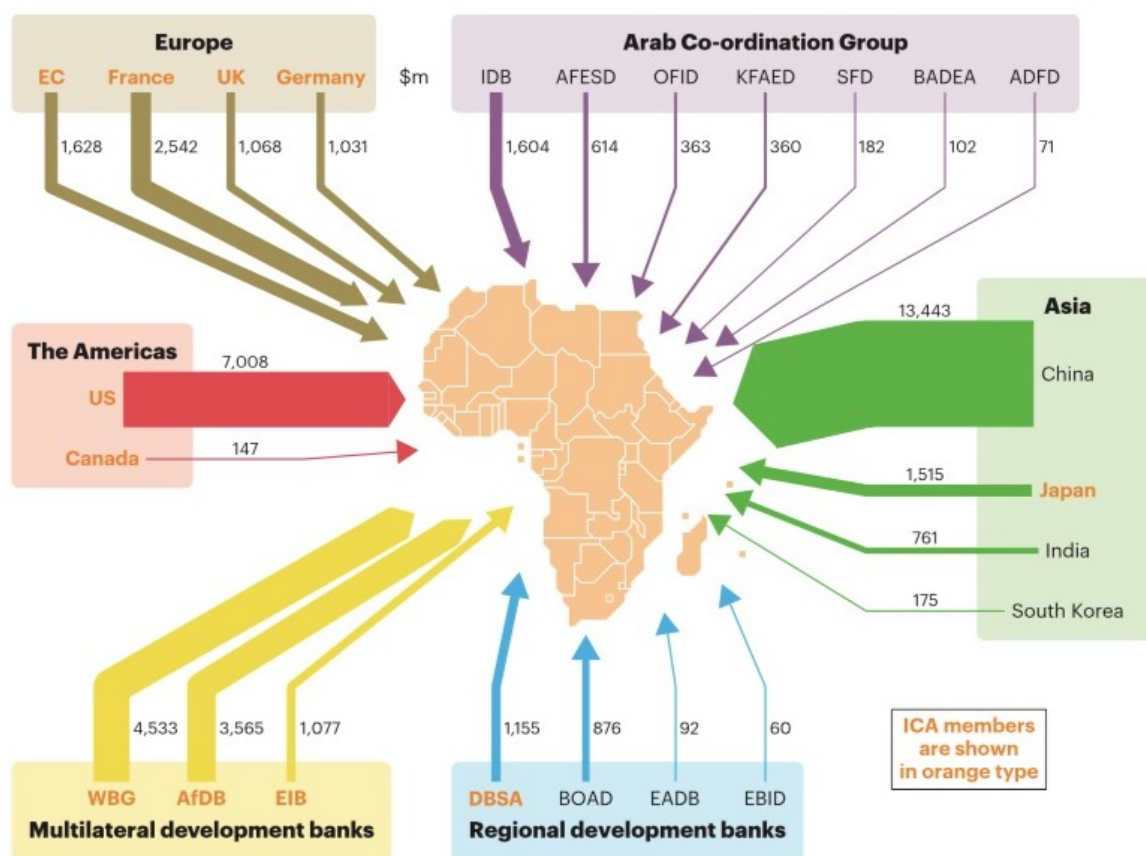 Europe
EC France UK Germany
$m
1,628 2,542 1,068 1,031
Arab Co-ordination Group
IDB AFESD OFID KFAED SFD BADEA ADFD
1,604 614 363 360 182 102 71
The Americas
US
7,008
Canada
147
Asia
13,443
China
1,515
Japan
761
India
175
South Korea
4,533 3,565 1,077
WBG AfDB EIB
Multilateral development banks
1,155 876 92 60
DBSA BOAD EADB EBID
Regional development banks
ICA members
are shown
in orange type